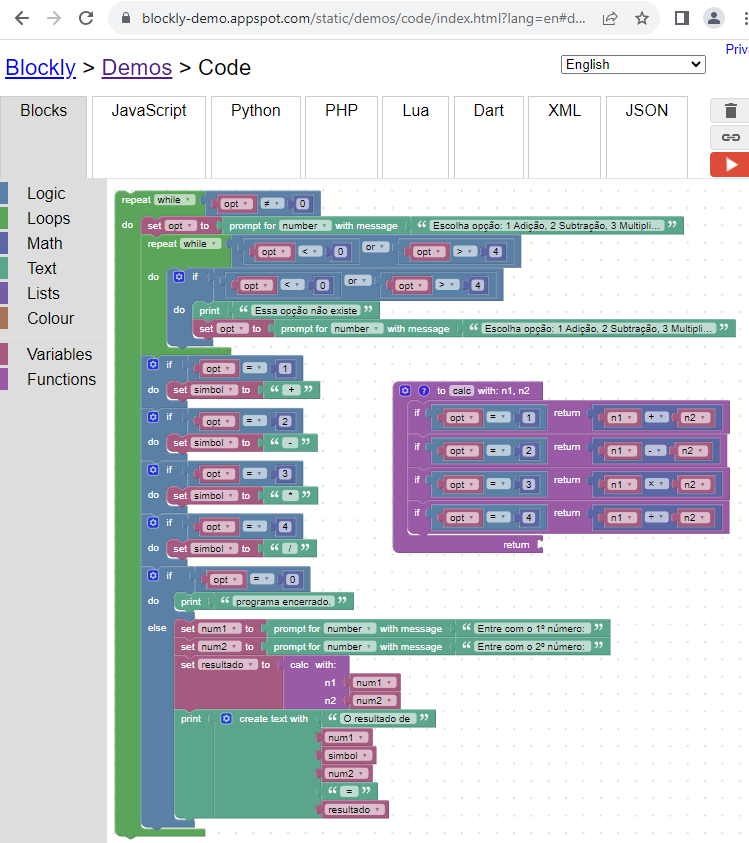 blockly-demo.appspot.com/static/demos/code/index.html?lang=en#d...
Priv
Blockly > Demos > Code
English
Blocks JavaScript Python PHP Lua Dart XML JSON
Logic
Loops
Math
Text
Lists
Colour
Variables
Functions
repeat while opt ≠ 0
do set opt to prompt for number with message “ Escolha opção: 1 Adição, 2 Subtração, 3 Multipli... ”
repeat while opt < 0 or opt > 4
do if opt < 0 or opt > 4
do print “ Essa opção não existe ”
set opt to prompt for number with message “ Escolha opção: 1 Adição, 2 Subtração, 3 Multipli... ”
if opt = 1
do set simbol to “ + ”
if opt = 2
do set simbol to “ - ”
if opt = 3
do set simbol to “ * ”
if opt = 4
do set simbol to “ / ”
if opt = 0
do print “ programa encerrado. ”
else set num1 to prompt for number with message “ Entre com o 1º número: ”
set num2 to prompt for number with message “ Entre com o 2º número: ”
set resultado to calc with:
n1 num1
n2 num2
print create text with “ O resultado de ”
num1
simbol
num2
“ = ”
resultado
? to calc with: n1, n2
if opt = 1 return n1 + n2
if opt = 2 return n1 - n2
if opt = 3 return n1 × n2
if opt = 4 return n1 ÷ n2
return